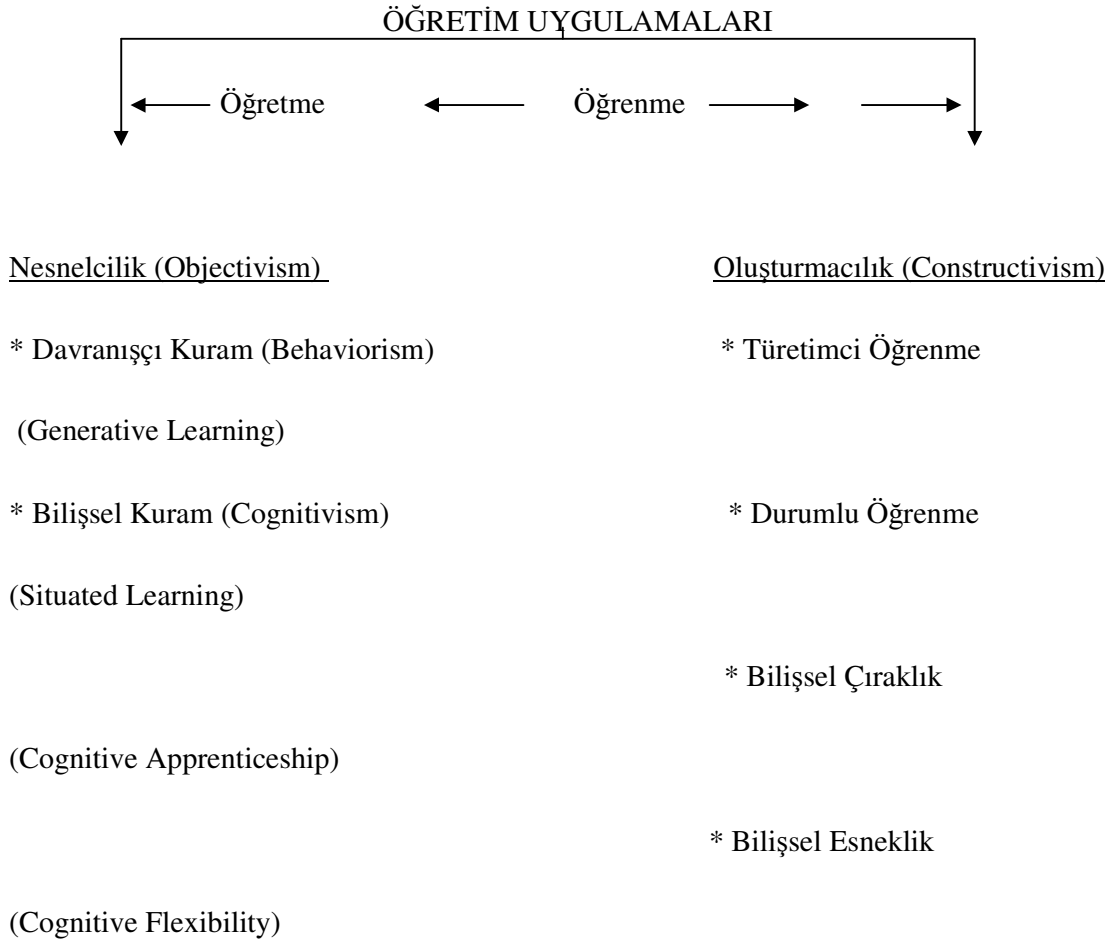 ÖĞRETİM UYGULAMALARI
Öğretme Öğrenme
Nesnelcilik (Objectivism) Oluşturmacılık (Constructivism)
* Davranışçı Kuram (Behaviorism) * Türetimci Öğrenme
(Generative Learning)
* Bilişsel Kuram (Cognitivism) * Durumlu Öğrenme
(Situated Learning)
* Bilişsel Çıraklık
(Cognitive Apprenticeship)
* Bilişsel Esneklik
(Cognitive Flexibility)